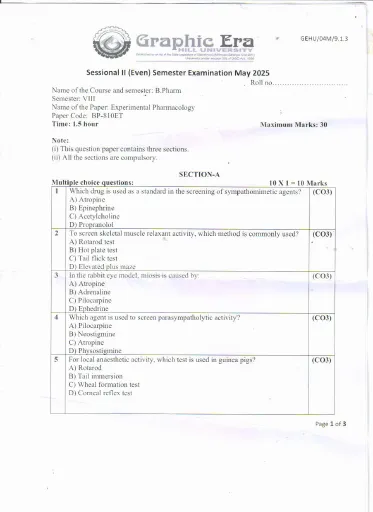 Graphic Era
HILL UNIVERSITY
GEHU/04M/9.1.3
Sessional II (Even) Semester Examination May 2025
Roll no.............................
Name of the Course and semester: B.Pharm
Semester: VIII
Name of the Paper: Experimental Pharmacology
Paper Code: BP-810ET
Time: 1.5 hour Maximum Marks: 30
Note:
(i) This question paper contains three sections.
(ii) All the sections are compulsory.
SECTION-A
Multiple choice questions: 10 X 1 = 10 Marks
1 Which drug is used as a standard in the screening of sympathomimetic agents? (CO3)
A) Atropine
B) Epinephrine
C) Acetylcholine
D) Propranolol
2 To screen skeletal muscle relaxant activity, which method is commonly used? (CO3)
A) Rotarod test
B) Hot plate test
C) Tail flick test
D) Elevated plus maze
3 In the rabbit eye model, miosis is caused by: (CO3)
A) Atropine
B) Adrenaline
C) Pilocarpine
D) Ephedrine
4 Which agent is used to screen parasympatholytic activity? (CO3)
A) Pilocarpine
B) Neostigmine
C) Atropine
D) Physostigmine
5 For local anaesthetic activity, which test is used in guinea pigs? (CO3)
A) Rotarod
B) Tail immersion
C) Wheal formation test
D) Corneal reflex test
Page 1 of 3